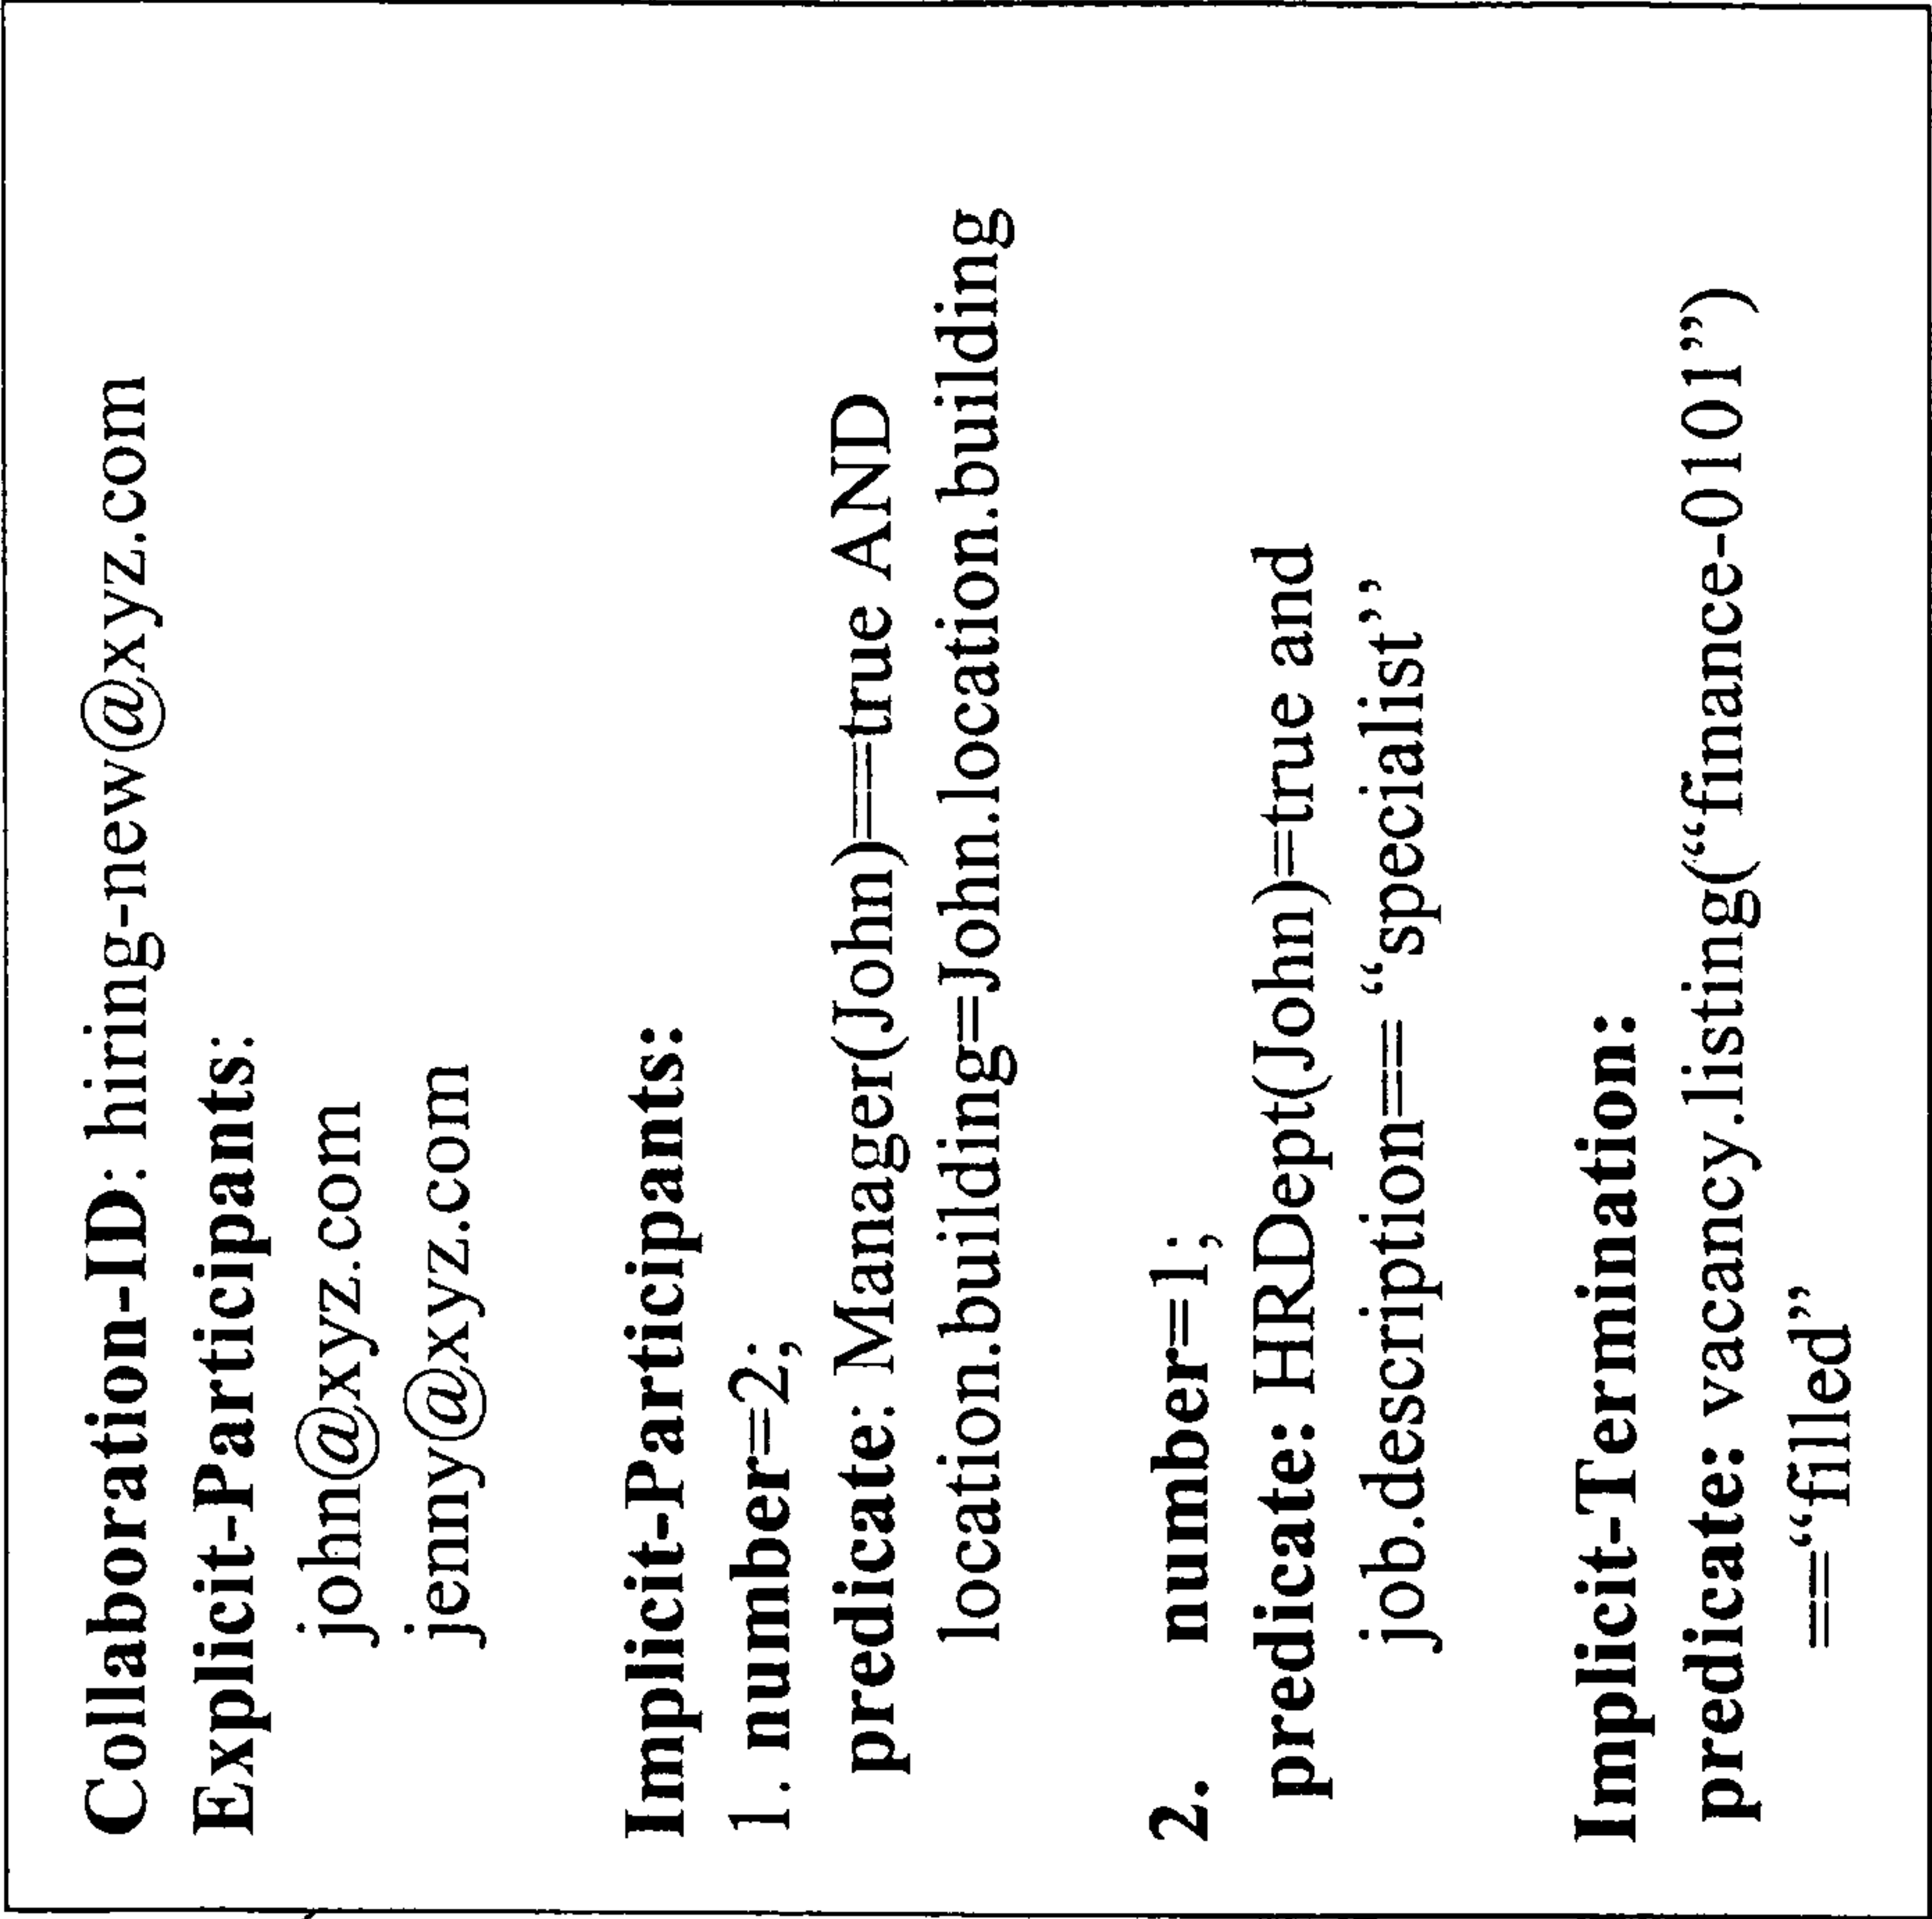 Collaboration-ID: hiring-new@xyz.com
Explicit-Participants:
john@xyz.com
jenny@xyz.com
Implicit-Participants:
1. number=2;
predicate: Manager(John)==true AND
location.building=John.location.building
2. number=1;
predicate: HRDept(John)=true and
job.description== “specialist’’
Implicit-Termination:
predicate: vacancy.listing(“finance-0101”)
==“filled”